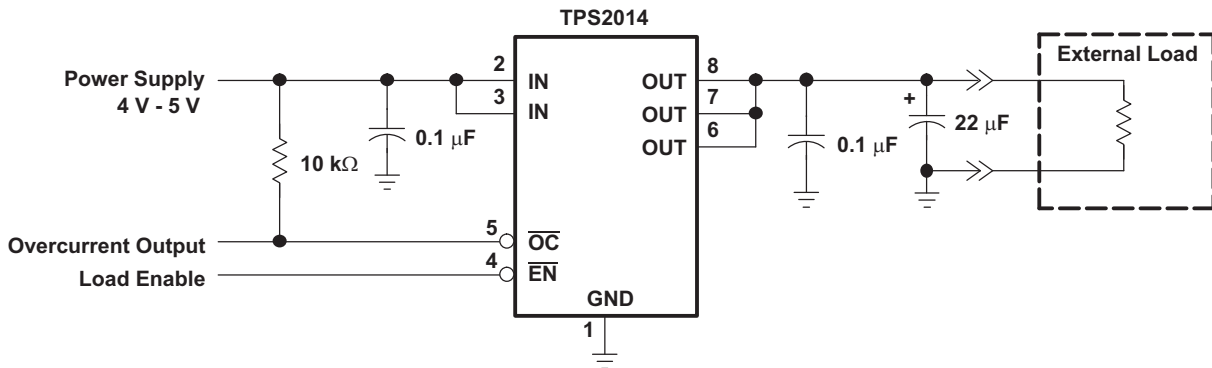 TPS2014
Power Supply
4 V - 5 V
2
IN
3
IN
0.1 μF
10 kΩ
Overcurrent Output
5
OC
Load Enable
4
EN
GND
1
OUT
8
OUT
7
OUT
6
0.1 μF
+
22 μF
External Load